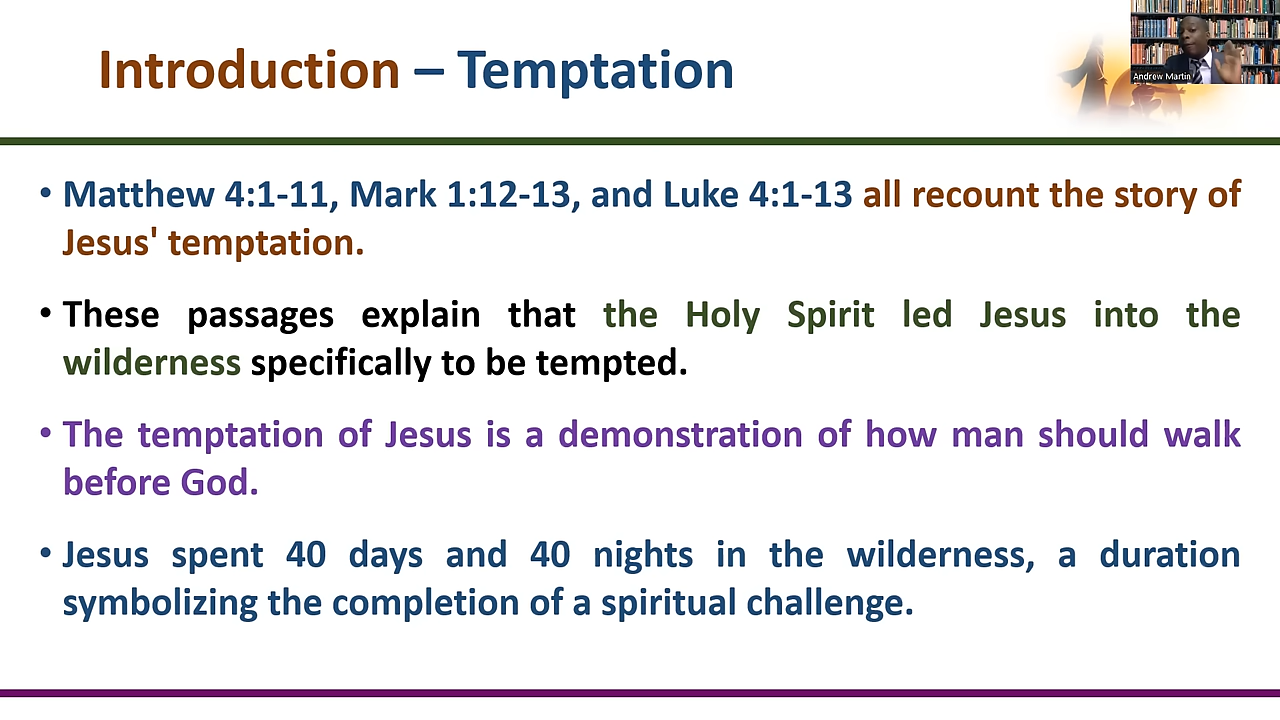 Introduction – Temptation
Andrew Martin
• Matthew 4:1-11, Mark 1:12-13, and Luke 4:1-13 all recount the story of
Jesus' temptation.
• These passages explain that the Holy Spirit led Jesus into the
wilderness specifically to be tempted.
• The temptation of Jesus is a demonstration of how man should walk
before God.
• Jesus spent 40 days and 40 nights in the wilderness, a duration
symbolizing the completion of a spiritual challenge.